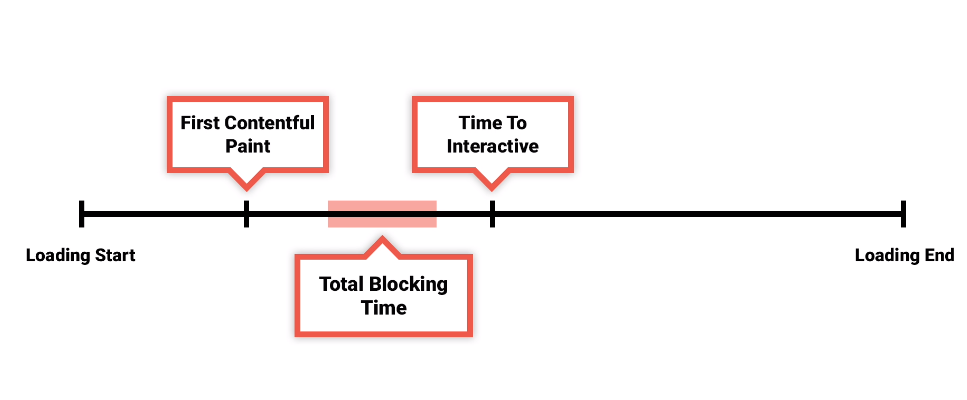 First Contentful
Paint
Time To
Interactive
Loading Start
Loading End
Total Blocking
Time